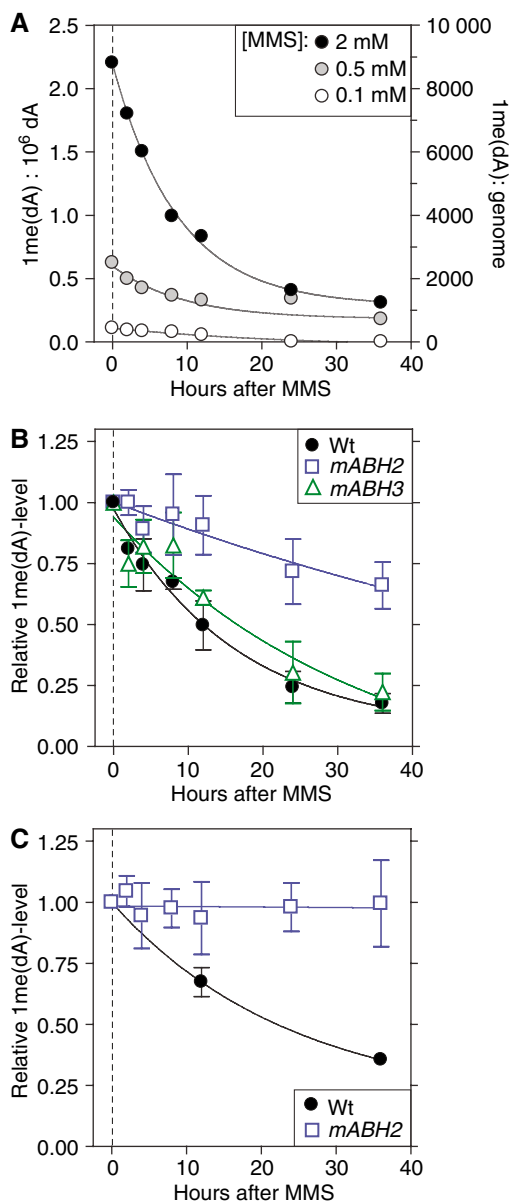 A
[MMS]:
2 mM
0.5 mM
0.1 mM
2.5
2.0
1.5
1.0
0.5
0.0
10 000
8000
6000
4000
2000
0
1me(dA) : 10⁶ dA
1me(dA): genome
0 10 20 30 40
Hours after MMS
B
Wt
mABH2
mABH3
1.25
1.00
0.75
0.50
0.25
0.00
Relative 1me(dA)-level
0 10 20 30 40
Hours after MMS
C
1.25
1.00
0.75
0.50
0.25
0.00
Relative 1me(dA)-level
Wt
mABH2
0 10 20 30 40
Hours after MMS